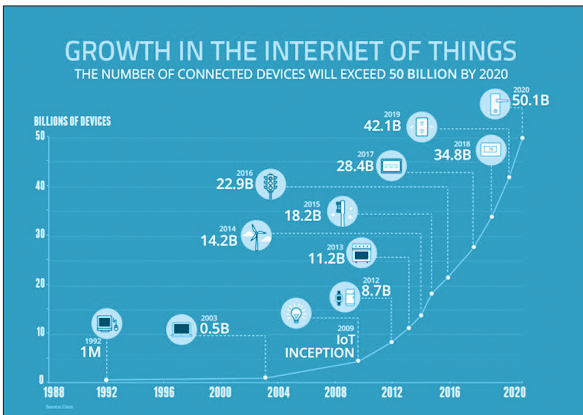 GROWTH IN THE INTERNET OF THINGS
THE NUMBER OF CONNECTED DEVICES WILL EXCEED 50 BILLION BY 2020
BILLIONS OF DEVICES
50
40
30
20
10
0
1992
1M
2003
0.5B
2009
IoT
INCEPTION
2012
8.7B
2013
11.2B
2014
14.2B
2015
18.2B
2016
22.9B
2017
28.4B
2018
34.8B
2019
42.1B
2020
50.1B
1988 1992 1996 2000 2004 2008 2012 2016 2020
Source: Cisco